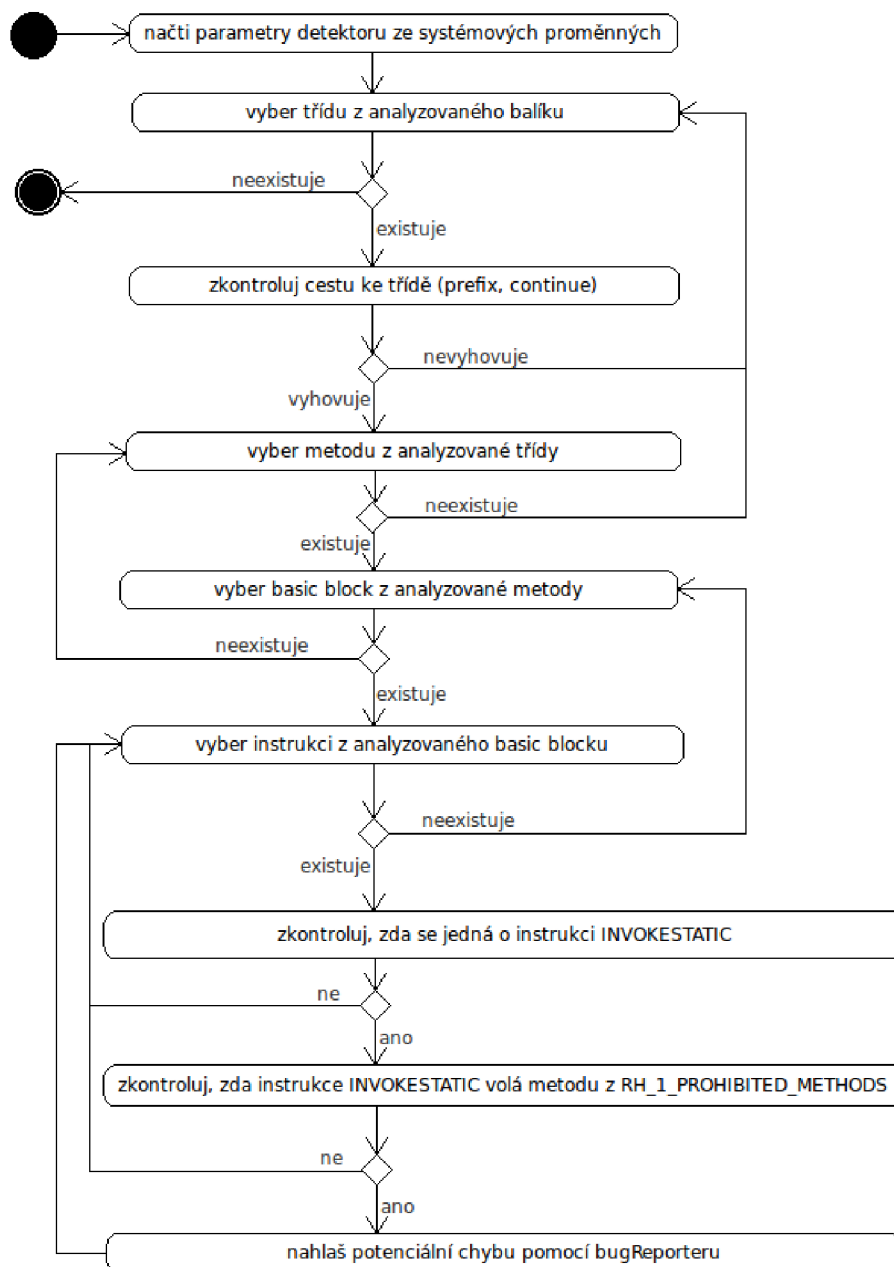 načti parametry detektoru ze systémových proměnných
vyber třídu z analyzovaného balíku
neexistuje
existuje
zkontroluj cestu ke třídě (prefix, continue)
nevyhovuje
vyhovuje
vyber metodu z analyzované třídy
neexistuje
existuje
vyber basic block z analyzované metody
neexistuje
existuje
vyber instrukci z analyzovaného basic blocku
neexistuje
existuje
zkontroluj, zda se jedná o instrukci INVOKESTATIC
ne
ano
zkontroluj, zda instrukce INVOKESTATIC volá metodu z RH_1_PROHIBITED_METHODS
ne
ano
nahlaš potenciální chybu pomocí bugReporteru